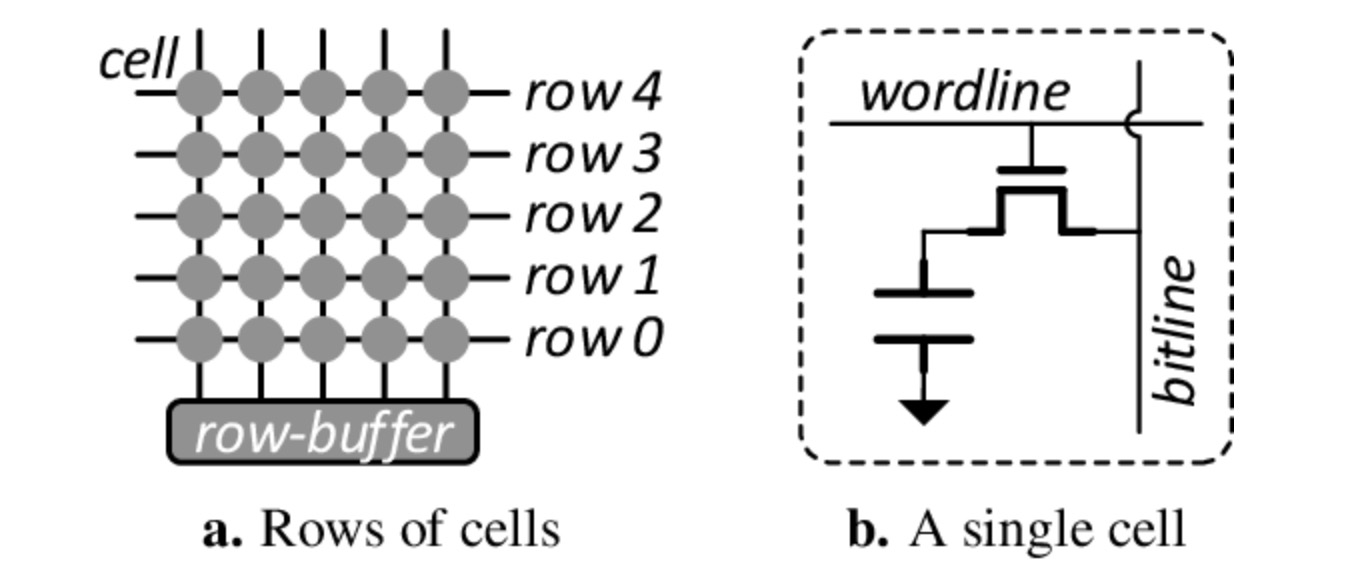 cell
row 4
row 3
row 2
row 1
row 0
row-buffer
a. Rows of cells
wordline
bitline
b. A single cell